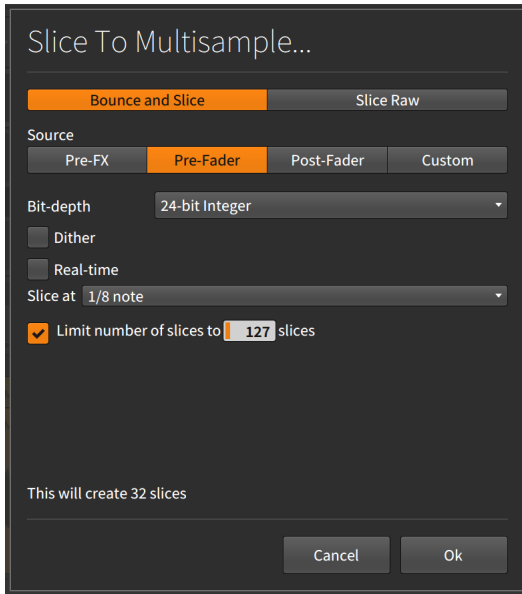 Slice To Multisample...
Bounce and Slice Slice Raw
Source
Pre-FX Pre-Fader Post-Fader Custom
Bit-depth 24-bit Integer
Dither
Real-time
Slice at 1/8 note
Limit number of slices to 127 slices
This will create 32 slices
Cancel Ok